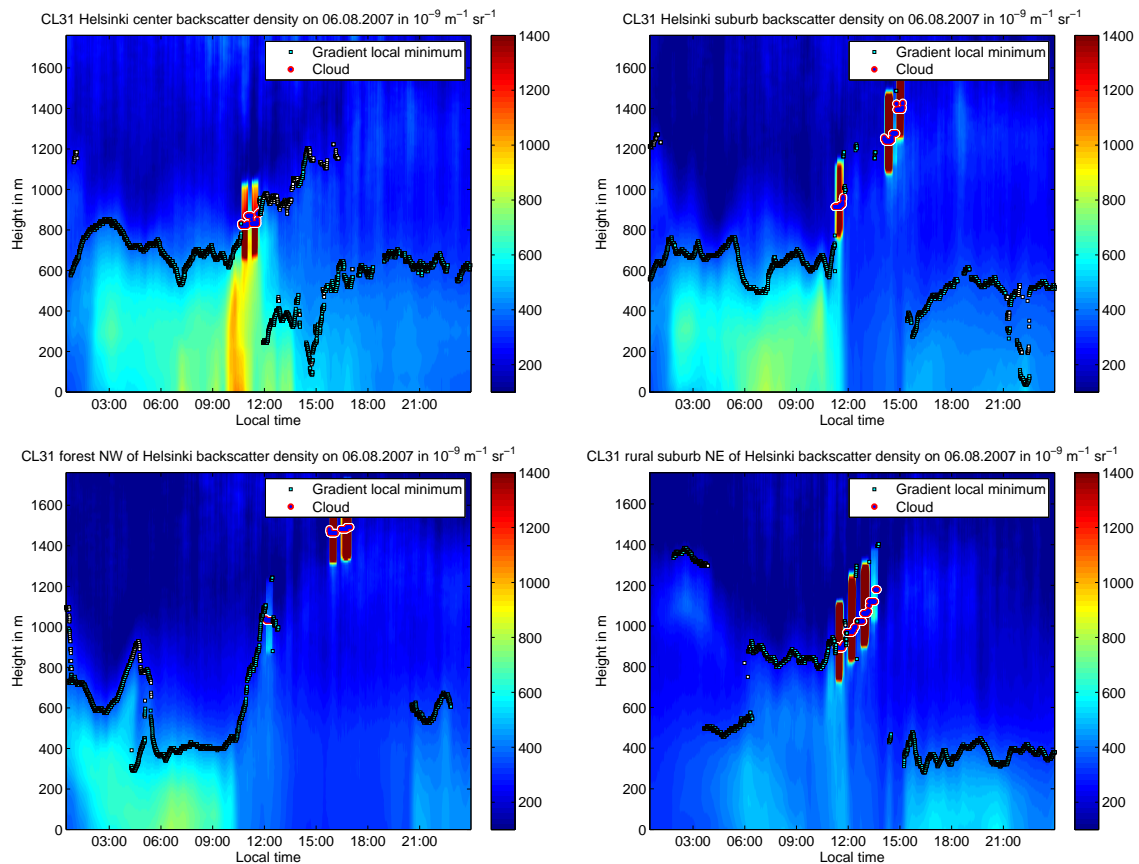 CL31 Helsinki center backscatter density on 06.08.2007 in 10⁻⁹ m⁻¹ sr⁻¹
Gradient local minimum
Cloud
Height in m
1600
1400
1200
1000
800
600
400
200
0
03:00 06:00 09:00 12:00 15:00 18:00 21:00
Local time
1400
1200
1000
800
600
400
200
CL31 Helsinki suburb backscatter density on 06.08.2007 in 10⁻⁹ m⁻¹ sr⁻¹
Gradient local minimum
Cloud
Height in m
1600
1400
1200
1000
800
600
400
200
0
03:00 06:00 09:00 12:00 15:00 18:00 21:00
Local time
1400
1200
1000
800
600
400
200
CL31 forest NW of Helsinki backscatter density on 06.08.2007 in 10⁻⁹ m⁻¹ sr⁻¹
Gradient local minimum
Cloud
Height in m
1600
1400
1200
1000
800
600
400
200
0
03:00 06:00 09:00 12:00 15:00 18:00 21:00
Local time
1400
1200
1000
800
600
400
200
CL31 rural suburb NE of Helsinki backscatter density on 06.08.2007 in 10⁻⁹ m⁻¹ sr⁻¹
Gradient local minimum
Cloud
Height in m
1600
1400
1200
1000
800
600
400
200
0
03:00 06:00 09:00 12:00 15:00 18:00 21:00
Local time
1400
1200
1000
800
600
400
200